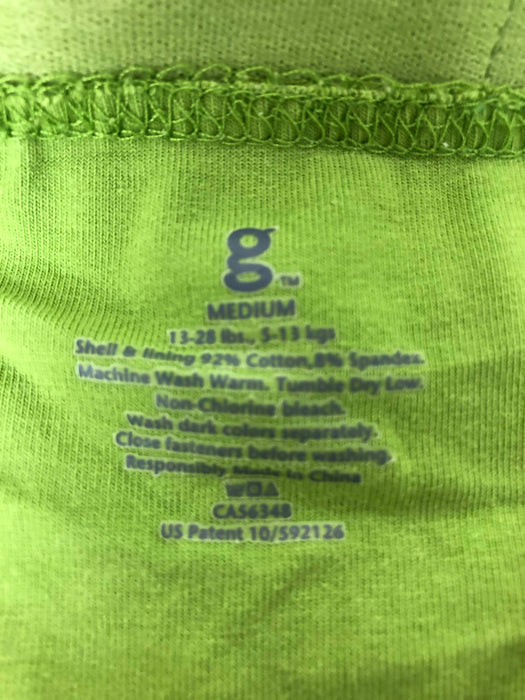 g™
MEDIUM
13-28 lbs., 5-13 kgs
Shell & lining 92% Cotton, 8% Spandex.
Machine Wash Warm. Tumble Dry Low.
Non-Chlorine bleach.
Wash dark colors separately.
Close fasteners before washing.
Responsibly Made in China
CA56348
US Patent 10/592126